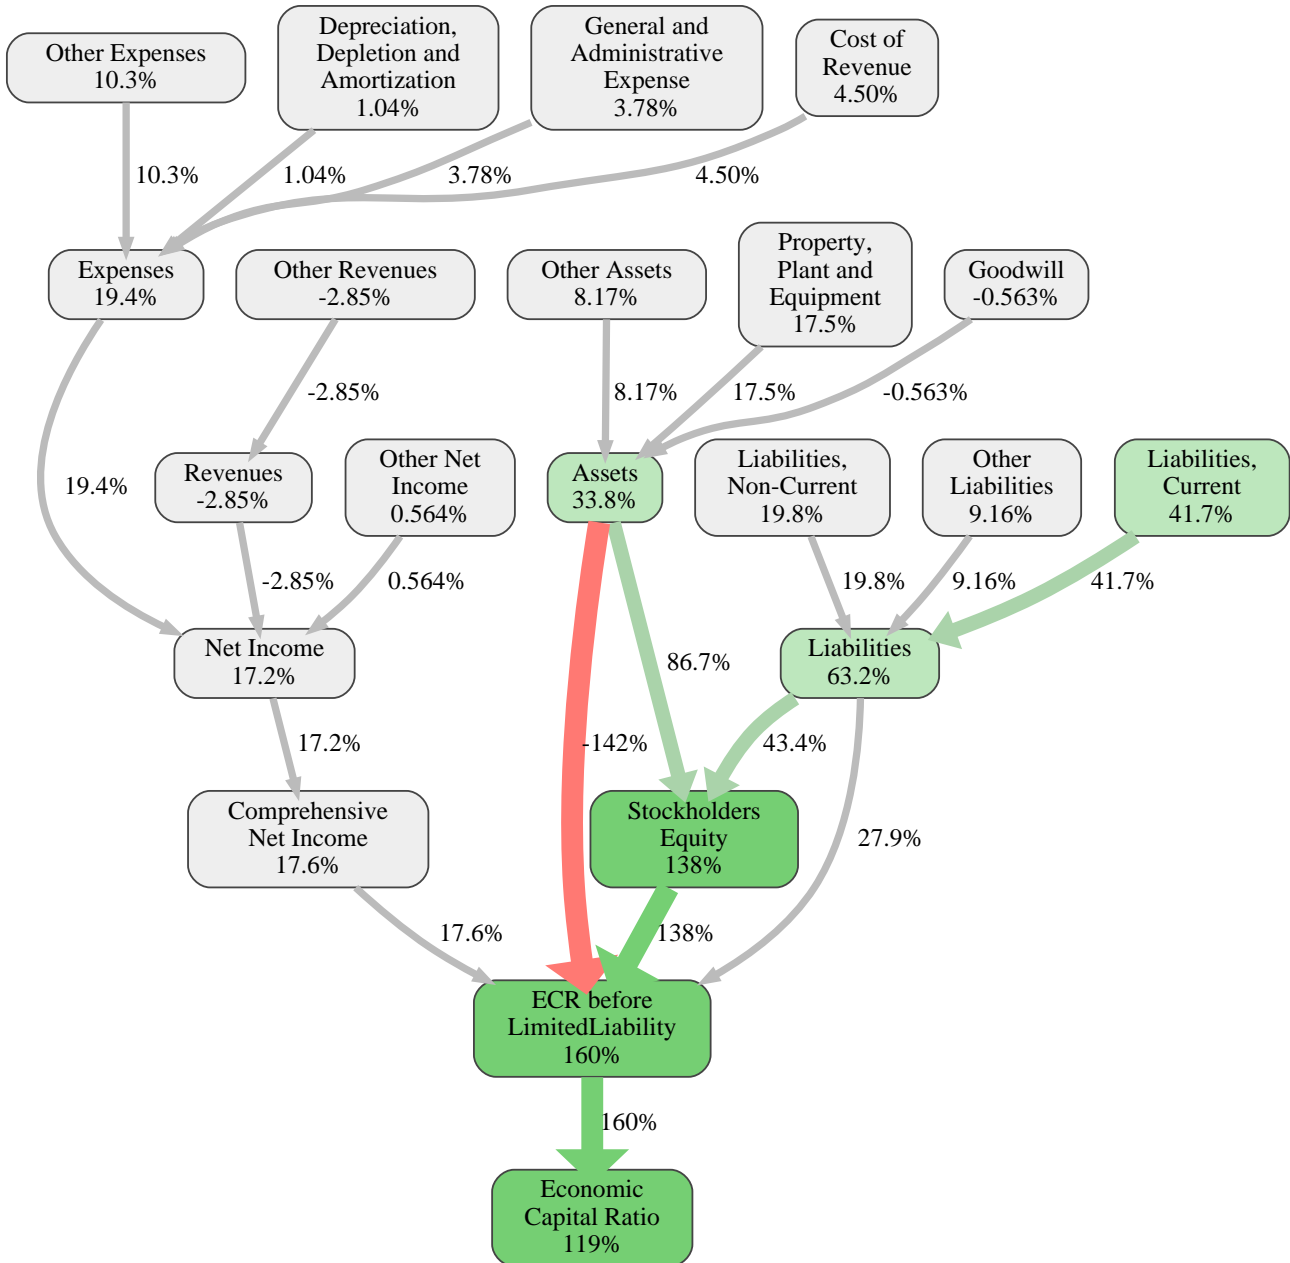 Other Expenses
10.3%
Depreciation,
Depletion and
Amortization
1.04%
General and
Administrative
Expense
3.78%
Cost of
Revenue
4.50%
10.3%
1.04%
3.78%
4.50%
Expenses
19.4%
Other Revenues
-2.85%
Other Assets
8.17%
Property,
Plant and
Equipment
17.5%
Goodwill
-0.563%
-2.85%
8.17%
17.5%
-0.563%
19.4%
Revenues
-2.85%
Other Net
Income
0.564%
Assets
33.8%
Liabilities,
Non-Current
19.8%
Other
Liabilities
9.16%
Liabilities,
Current
41.7%
-2.85%
0.564%
19.8%
9.16%
41.7%
Net Income
17.2%
86.7%
Liabilities
63.2%
17.2%
-142%
43.4%
Comprehensive
Net Income
17.6%
Stockholders
Equity
138%
27.9%
17.6%
138%
ECR before
LimitedLiability
160%
160%
Economic
Capital Ratio
119%